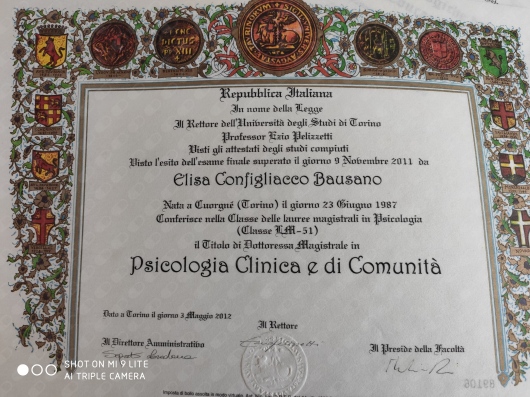 Repubblica Italiana
In nome della Legge
Il Rettore dell'Università degli Studi di Torino
Professor Ezio Pelizzetti
Visti gli attestati degli studi compiuti
Visto l'esito dell'esame finale superato il giorno 9 Novembre 2011 da
Elisa Configliacco Bausano
Nata a Cuorgnè (Torino) il giorno 23 Giugno 1987
Conferisce nella Classe delle lauree magistrali in Psicologia
(Classe LM-51)
il Titolo di Dottoressa Magistrale in
Psicologia Clinica e di Comunità
Dato a Torino il giorno 3 Maggio 2012
Il Rettore
Il Direttore Amministrativo
Il Preside della Facoltà
SHOT ON MI 9 LITE
AI TRIPLE CAMERA